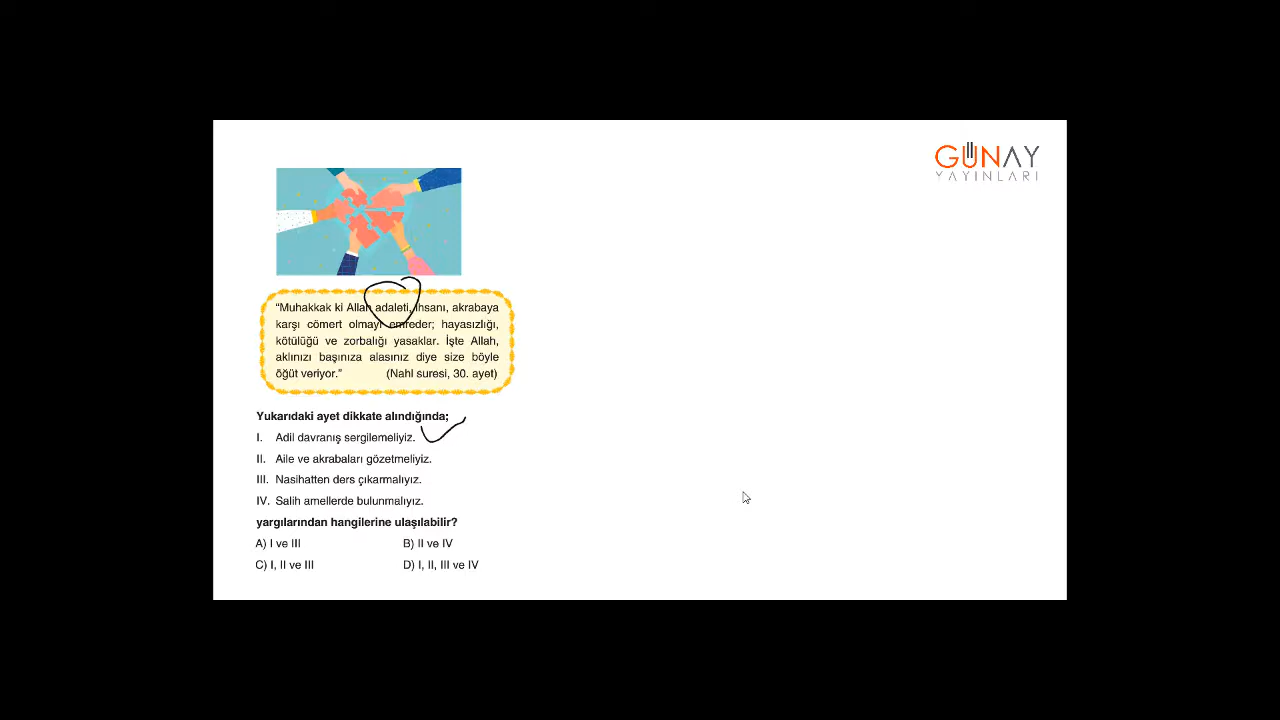 GÜNAY
YAYINLARI
“Muhakkak ki Allah adaleti, ihsanı, akrabaya
karşı cömert olmayı emreder; hayasızlığı,
kötülüğü ve zorbalığı yasaklar. İşte Allah,
aklınızı başınıza alasınız diye size böyle
öğüt veriyor.” (Nahl suresi, 30. ayet)
Yukarıdaki ayet dikkate alındığında;
I. Adil davranış sergilemeliyiz.
II. Aile ve akrabaları gözetmeliyiz.
III. Nasihatten ders çıkarmalıyız.
IV. Salih amellerde bulunmalıyız.
yargılarından hangilerine ulaşılabilir?
A) I ve III B) II ve IV
C) I, II ve III D) I, II, III ve IV